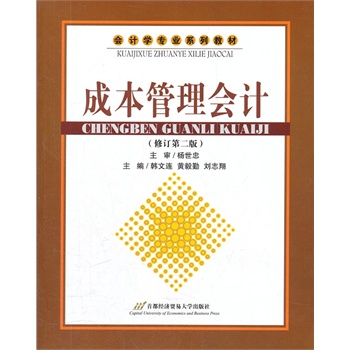 会计学专业系列教材
KUAIJIXUE ZHUANYE XILIE JIAOCAI
成本管理会计
CHENGBEN GUANLI KUAIJI
(修订第二版)
主 审/杨世忠
主 编/韩文连 黄毅勤 刘志翔
首都经济贸易大学出版社
Capital University of Economics and Business Press